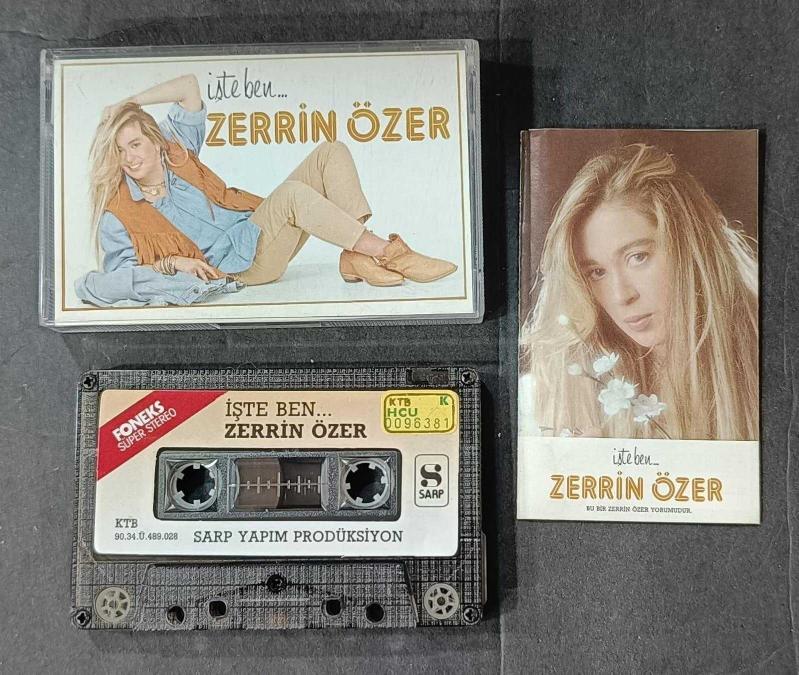 işte ben...
ZERRİN ÖZER
FONEKS
SUPER STEREO
İŞTE BEN...
ZERRİN ÖZER
KTB K
HCU
0096381
S
SARP
KTB
90.34.Ü.489.028
SARP YAPIM PRODÜKSİYON
işte ben...
ZERRİN ÖZER
BU BİR ZERRİN ÖZER YORUMUDUR.